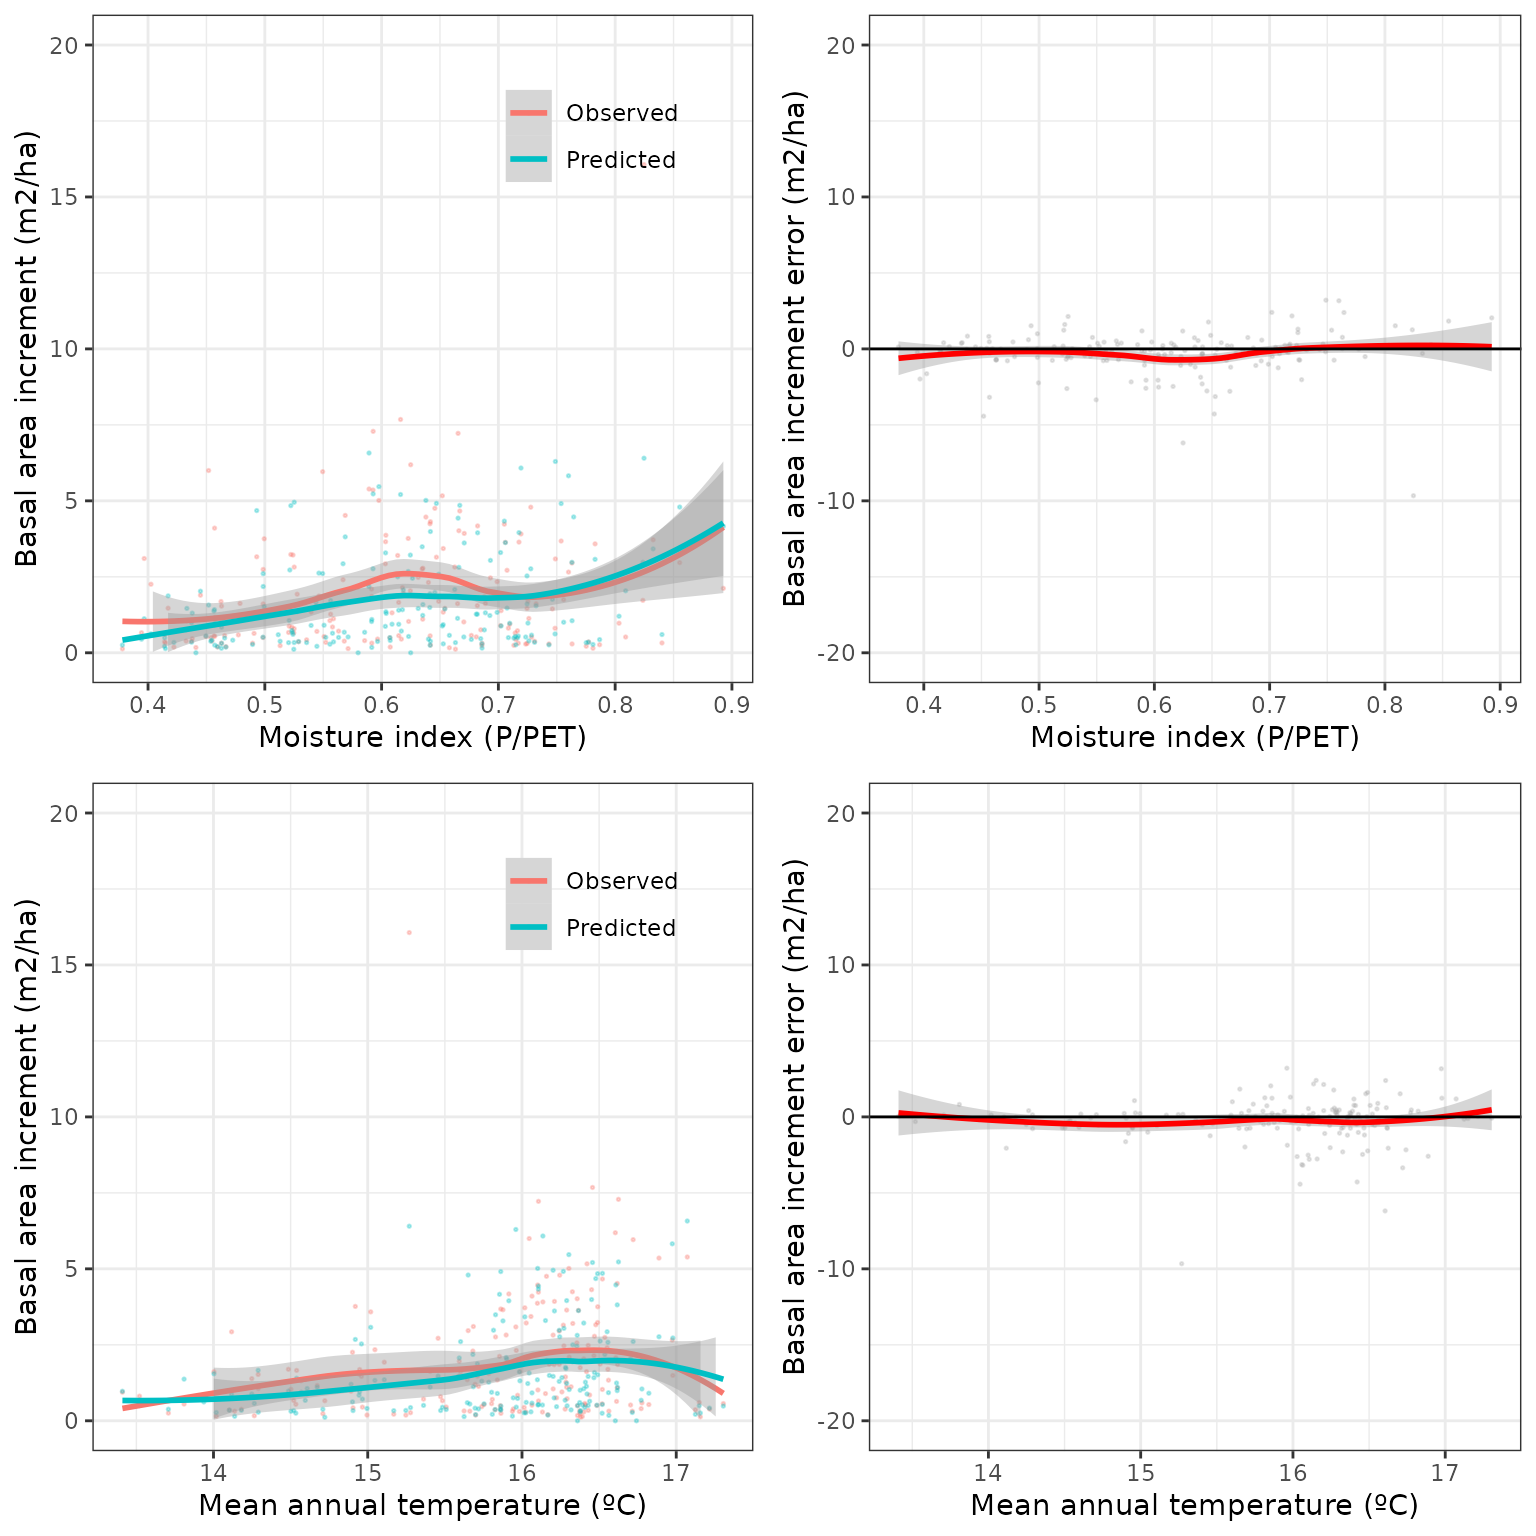 20
15
10
5
0
Basal area increment (m2/ha)
Observed
Predicted
0.4 0.5 0.6 0.7 0.8 0.9
Moisture index (P/PET)
20
10
0
-10
-20
Basal area increment error (m2/ha)
0.4 0.5 0.6 0.7 0.8 0.9
Moisture index (P/PET)
20
15
10
5
0
Basal area increment (m2/ha)
Observed
Predicted
14 15 16 17
Mean annual temperature (ºC)
20
10
0
-10
-20
Basal area increment error (m2/ha)
14 15 16 17
Mean annual temperature (ºC)